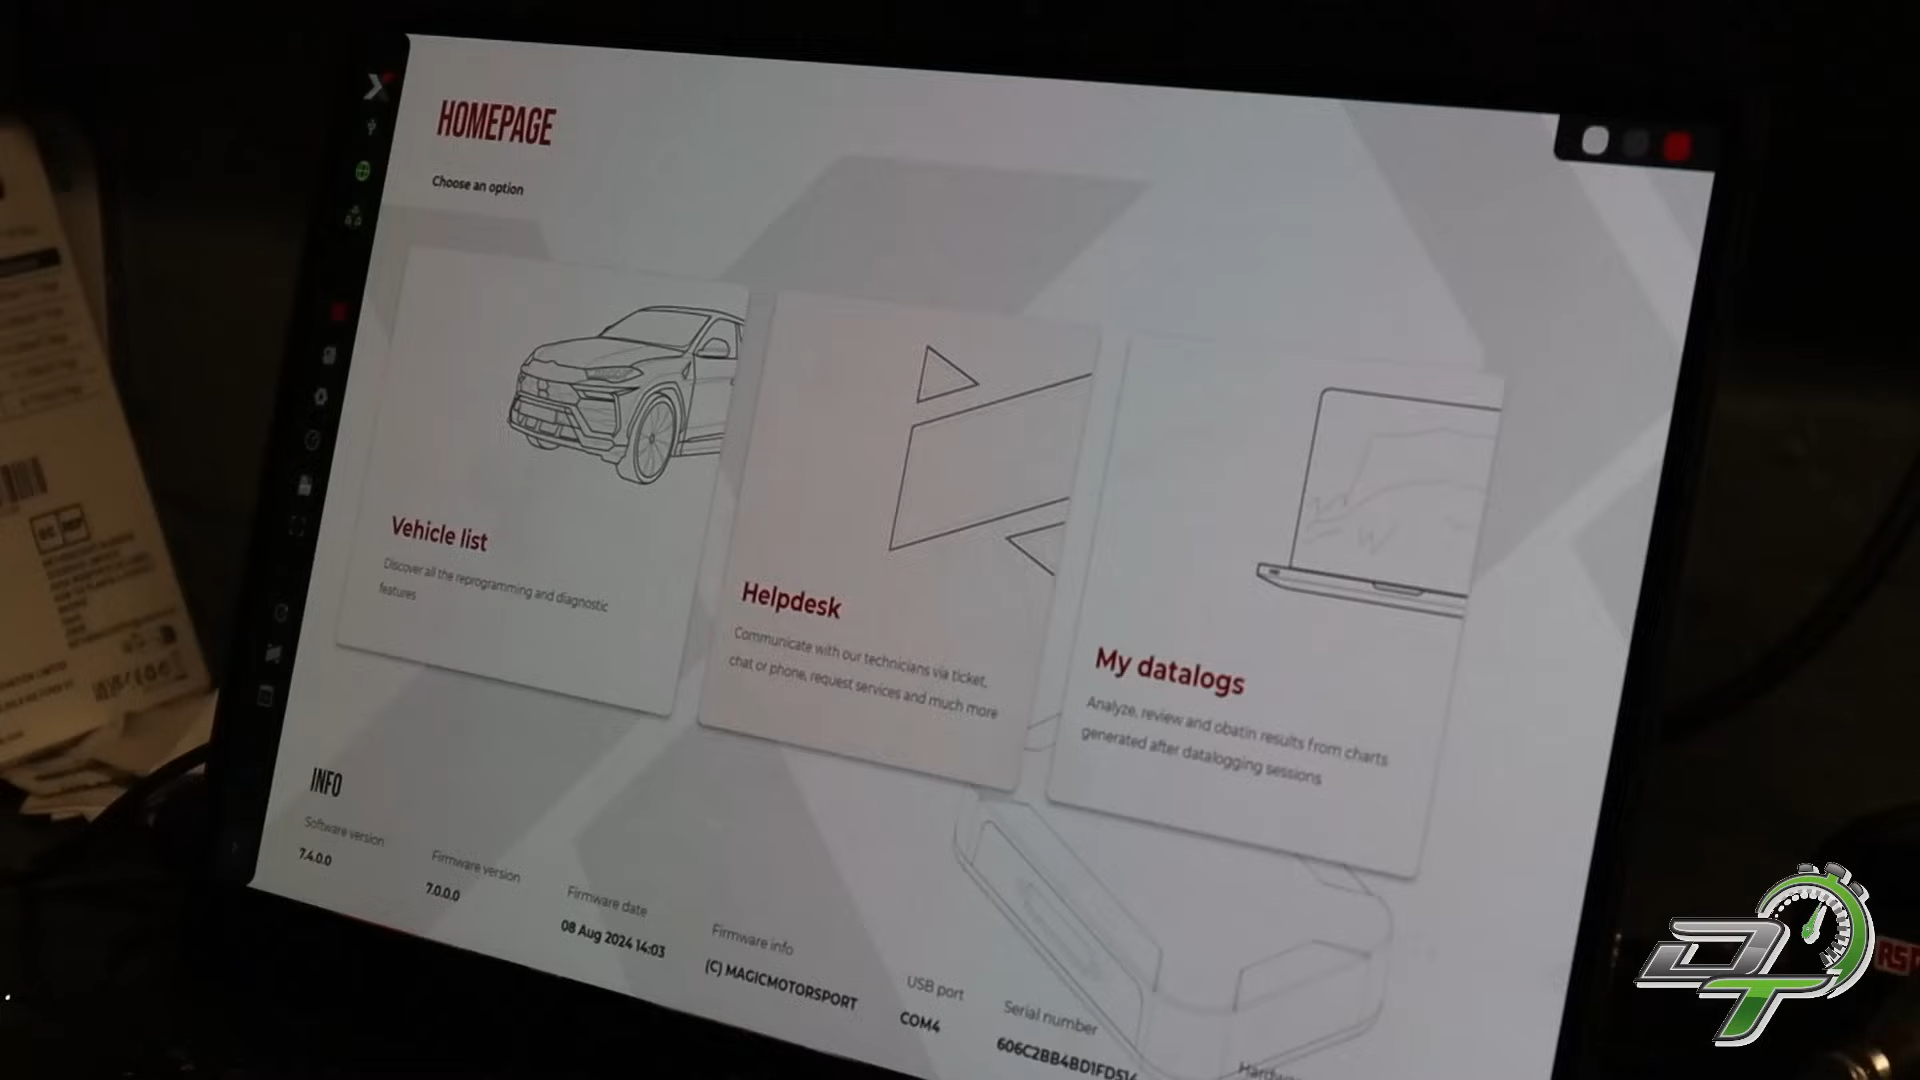 HOMEPAGE
Choose an option
Vehicle list
Discover all the reprogramming and diagnostic
features
Helpdesk
Communicate with our technicians via ticket,
chat or phone, request services and much more
My datalogs
Analyze, review and obatin results from charts
generated after datalogging sessions
INFO
Software version
7.4.0.0
Firmware version
7.0.0.0
Firmware date
08 Aug 2024 14:03
Firmware info
(C) MAGICMOTORSPORT
USB port
COM4
Serial number
606C2BB4BD1FD514
DT